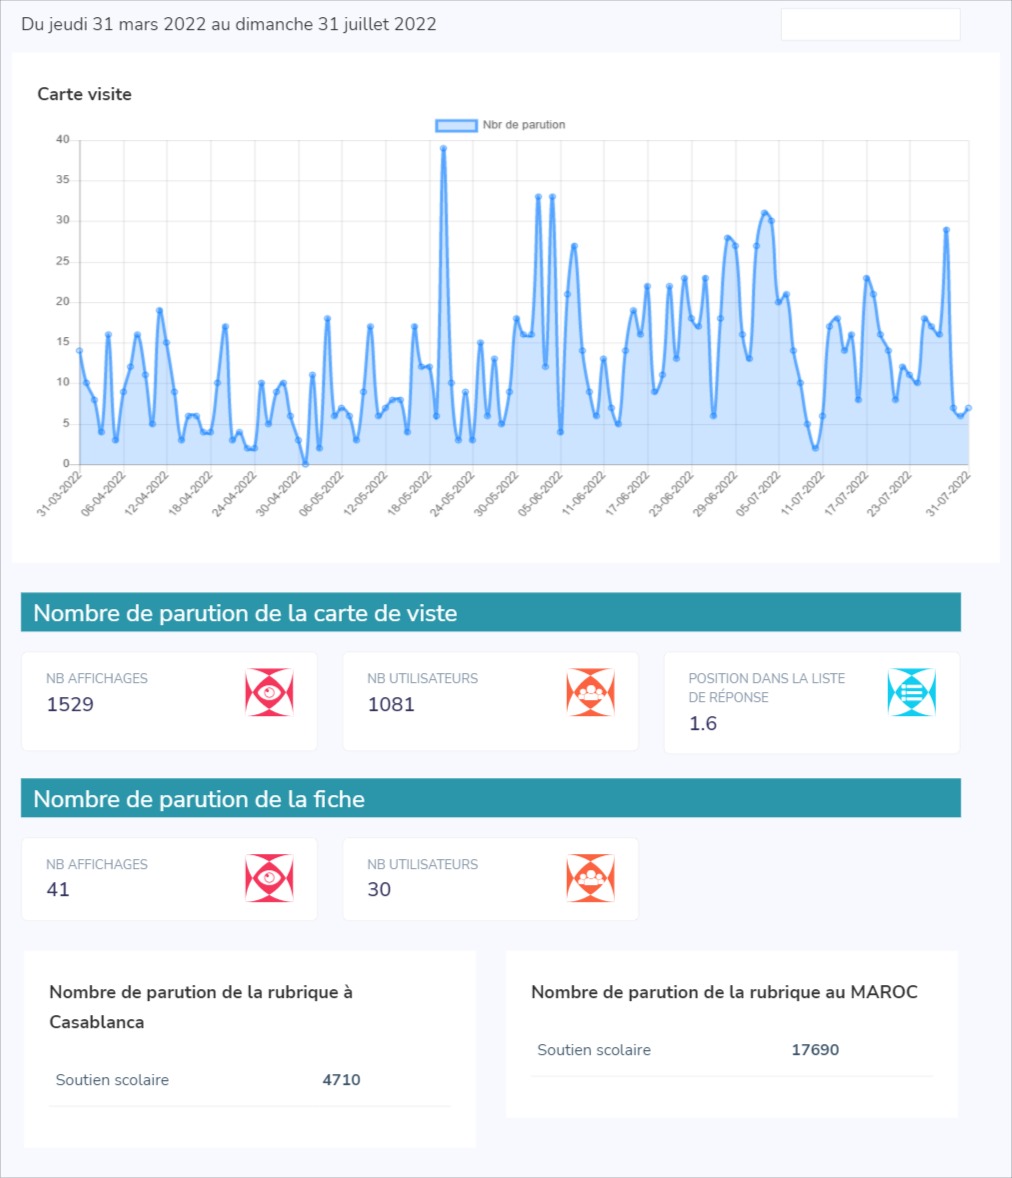 Du jeudi 31 mars 2022 au dimanche 31 juillet 2022
Carte visite
Nbr de parution
40
35
30
25
20
15
10
5
0
31-03-2022
06-04-2022
12-04-2022
18-04-2022
24-04-2022
30-04-2022
06-05-2022
12-05-2022
18-05-2022
24-05-2022
30-05-2022
05-06-2022
11-06-2022
17-06-2022
23-06-2022
29-06-2022
05-07-2022
11-07-2022
17-07-2022
23-07-2022
31-07-2022
Nombre de parution de la carte de viste
NB AFFICHAGES
1529
NB UTILISATEURS
1081
POSITION DANS LA LISTE
DE RÉPONSE
1.6
Nombre de parution de la fiche
NB AFFICHAGES
41
NB UTILISATEURS
30
Nombre de parution de la rubrique à
Casablanca
Soutien scolaire 4710
Nombre de parution de la rubrique au MAROC
Soutien scolaire 17690